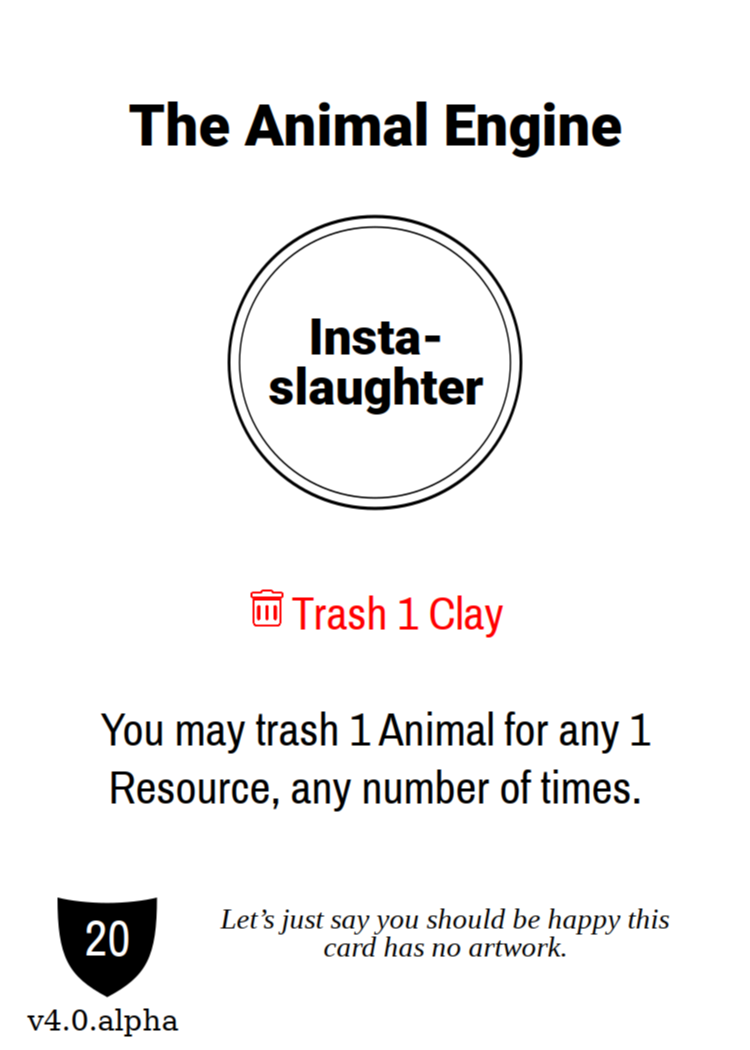 The Animal Engine
Insta-
slaughter
Trash 1 Clay
You may trash 1 Animal for any 1
Resource, any number of times.
20
Let’s just say you should be happy this
card has no artwork.
v4.0.alpha